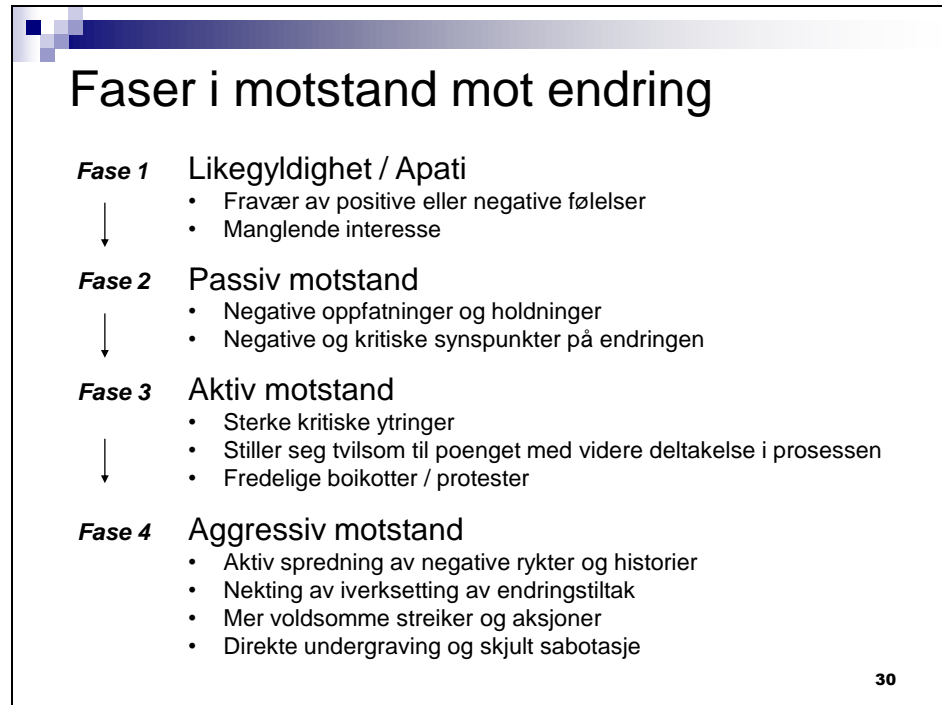 Faser i motstand mot endring
Fase 1 Likegyldighet / Apati
• Fravær av positive eller negative følelser
• Manglende interesse
Fase 2 Passiv motstand
• Negative oppfatninger og holdninger
• Negative og kritiske synspunkter på endringen
Fase 3 Aktiv motstand
• Sterke kritiske ytringer
• Stiller seg tvilsom til poenget med videre deltakelse i prosessen
• Fredelige boikotter / protester
Fase 4 Aggressiv motstand
• Aktiv spredning av negative rykter og historier
• Nekting av iverksetting av endringstiltak
• Mer voldsomme streiker og aksjoner
• Direkte undergraving og skjult sabotasje
30